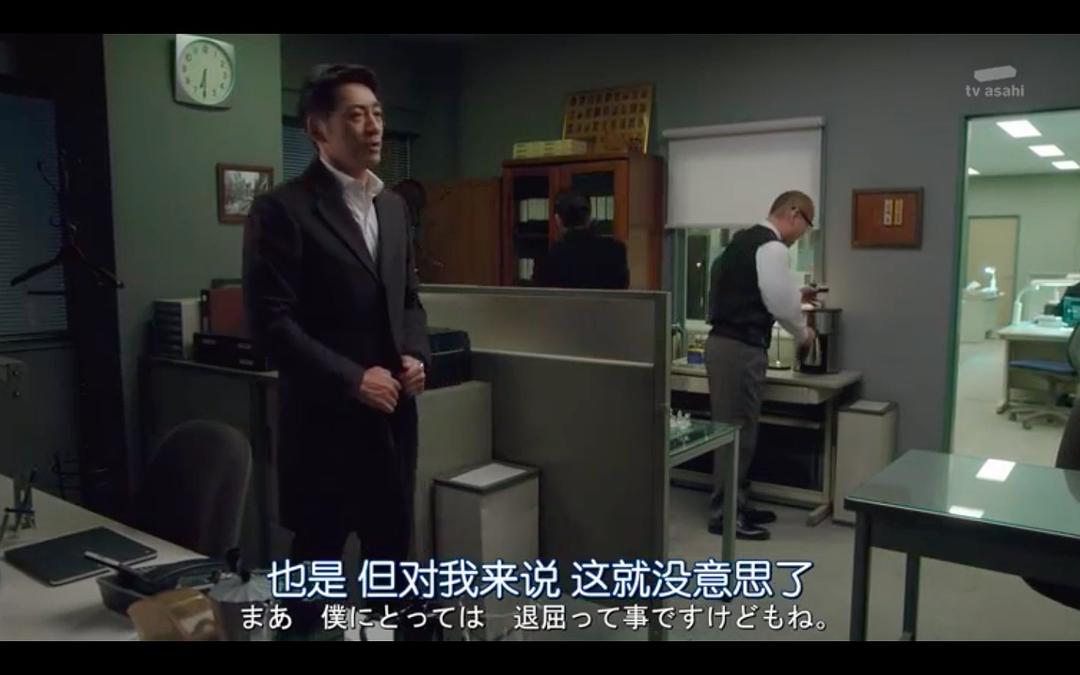 tv asahi
也是 但对我来说 这就没意思了
まあ 僕にとっては 退屈って事ですけどもね。